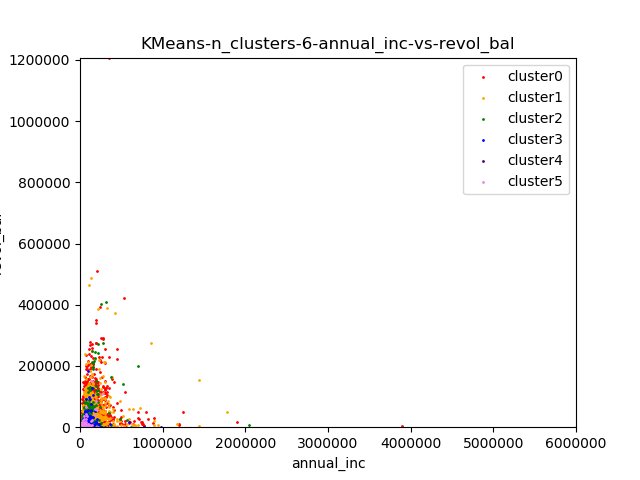 KMeans-n_clusters-6-annual_inc-vs-revol_bal
1200000
1000000
800000
600000
400000
200000
0
cluster0
cluster1
cluster2
cluster3
cluster4
cluster5
0 1000000 2000000 3000000 4000000 5000000 6000000
annual_inc